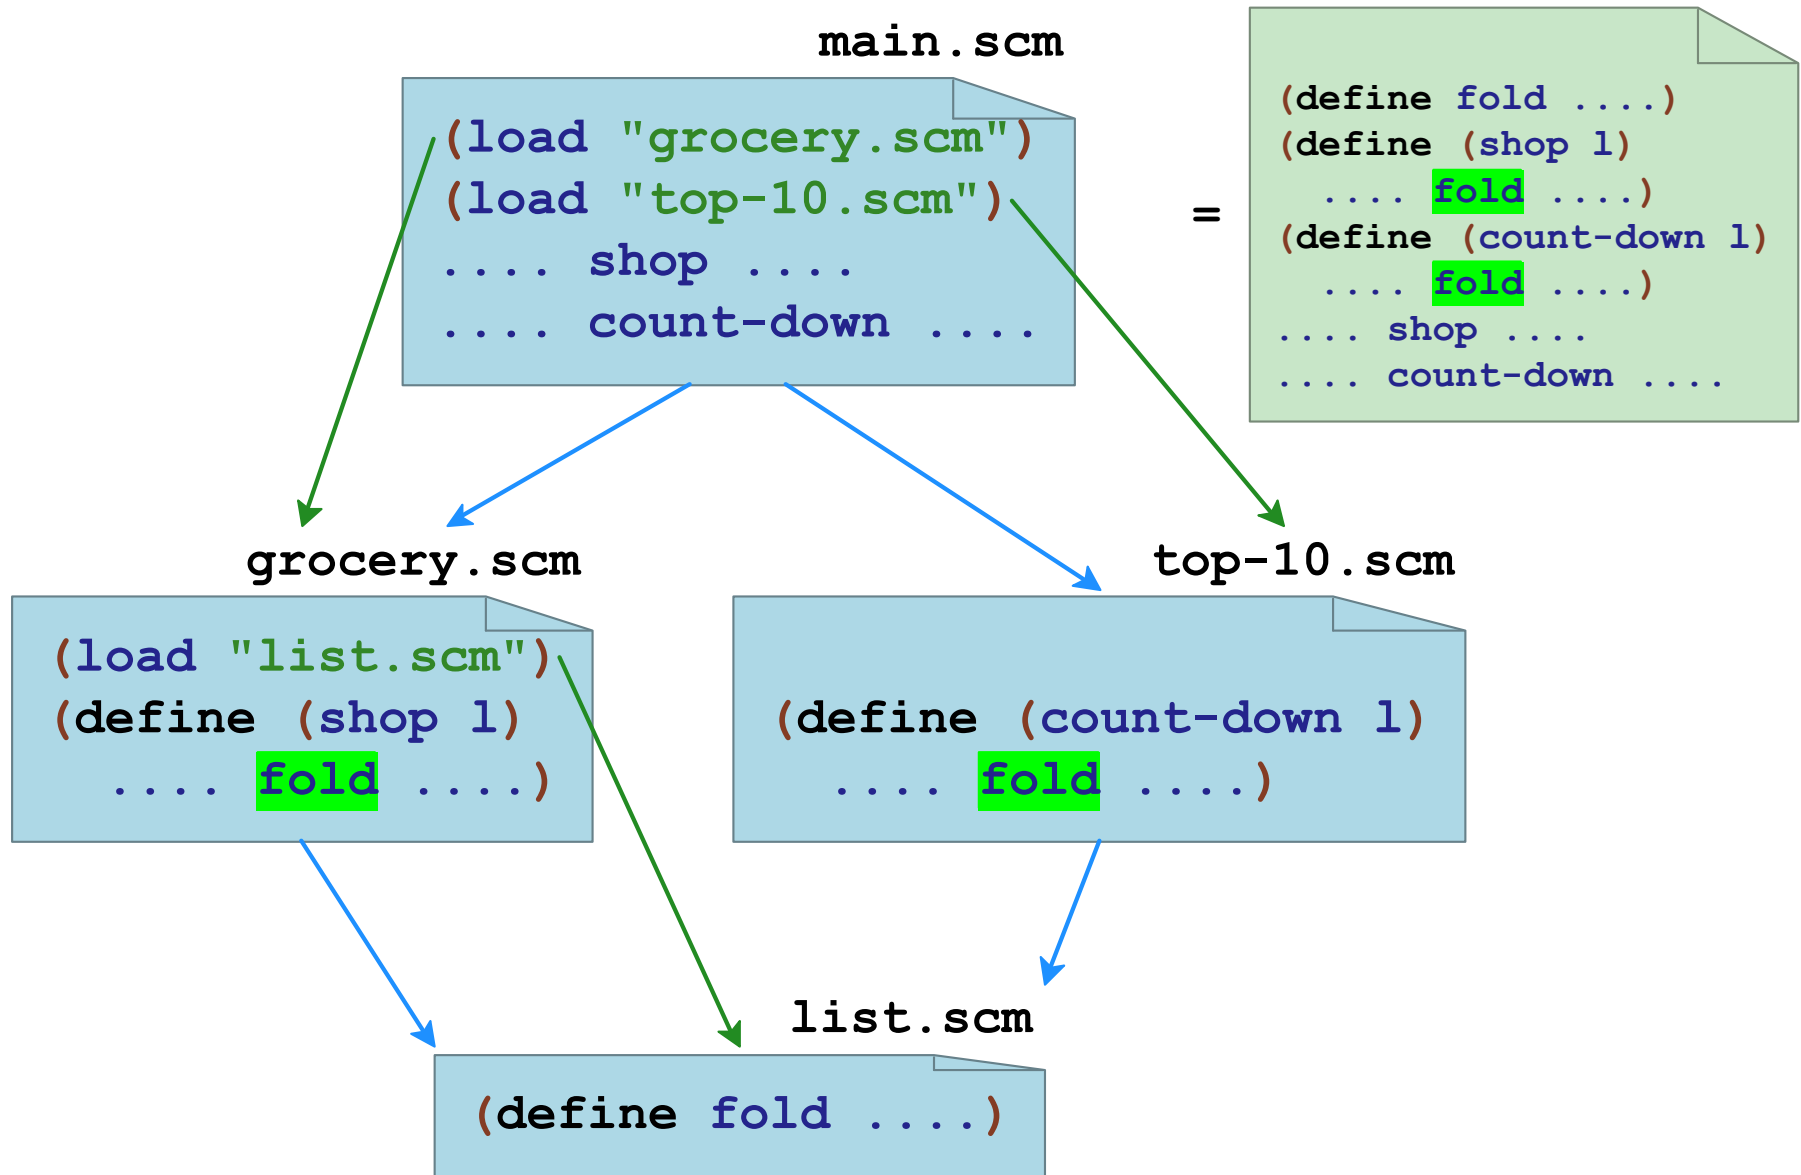 main.scm
(load "grocery.scm")
(load "top-10.scm")
.... shop ....
.... count-down ....
=
(define fold ....)
(define (shop l)
.... fold ....)
(define (count-down l)
.... fold ....)
.... shop ....
.... count-down ....
grocery.scm
(load "list.scm")
(define (shop l)
.... fold ....)
top-10.scm
(define (count-down l)
.... fold ....)
list.scm
(define fold ....)